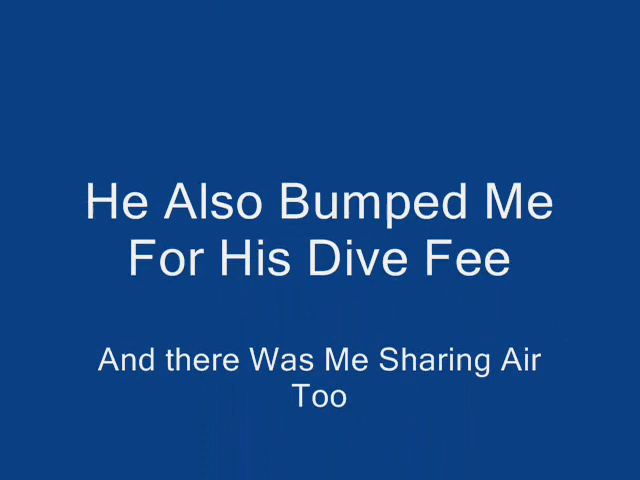 He Also Bumped Me
For His Dive Fee
And there Was Me Sharing Air
Too